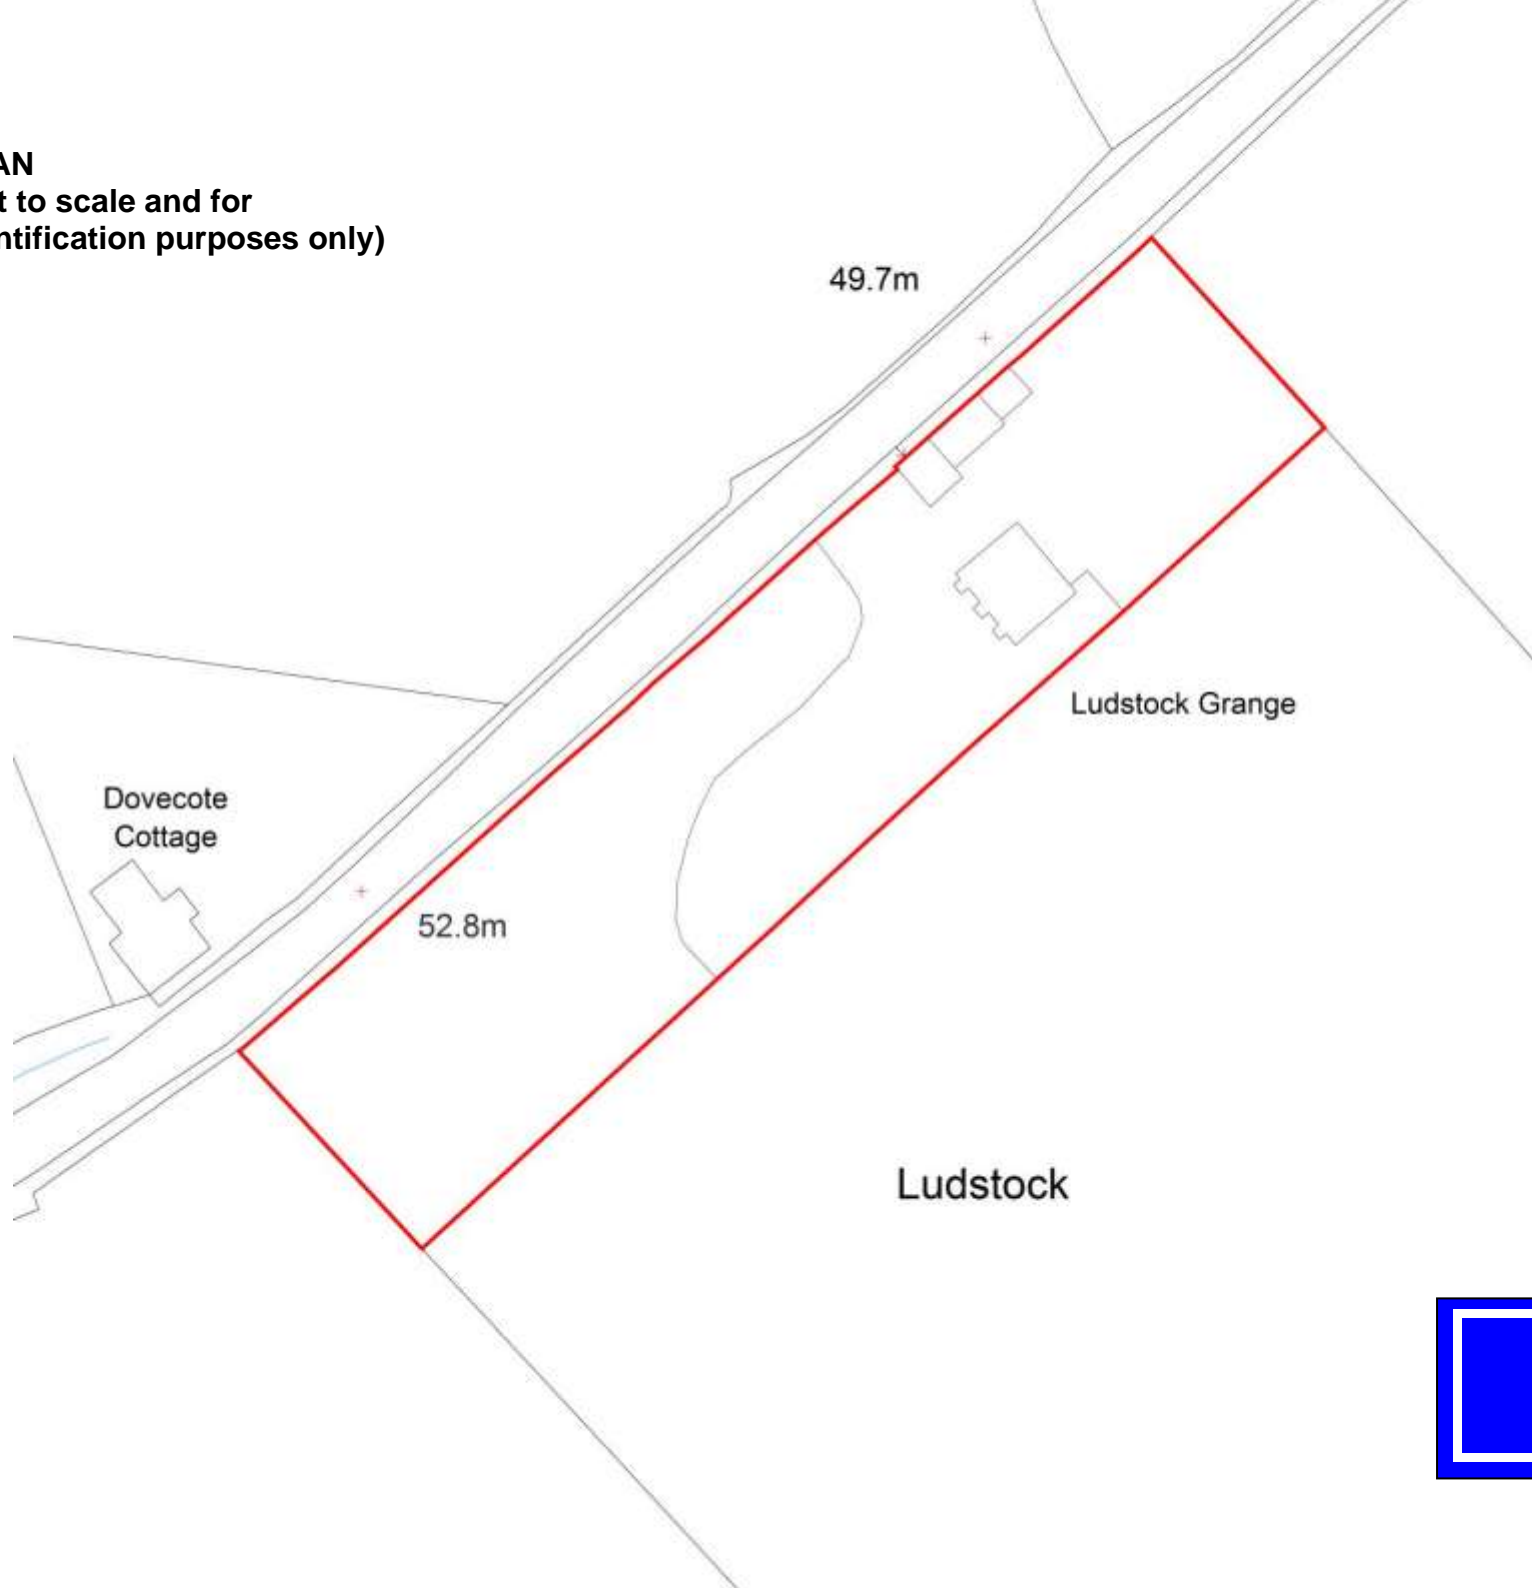 AN
t to scale and for
ntification purposes only)
49.7m
Ludstock Grange
Dovecote
Cottage
52.8m
Ludstock